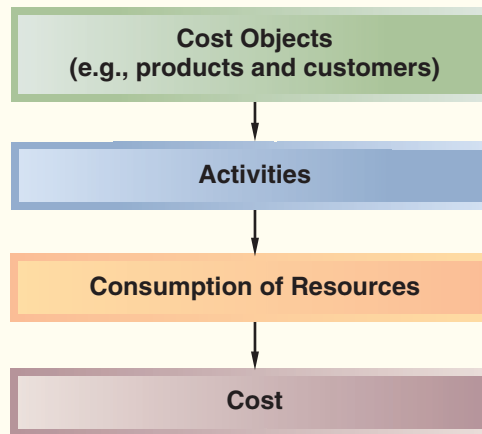 Cost Objects
(e.g., products and customers)
Activities
Consumption of Resources
Cost